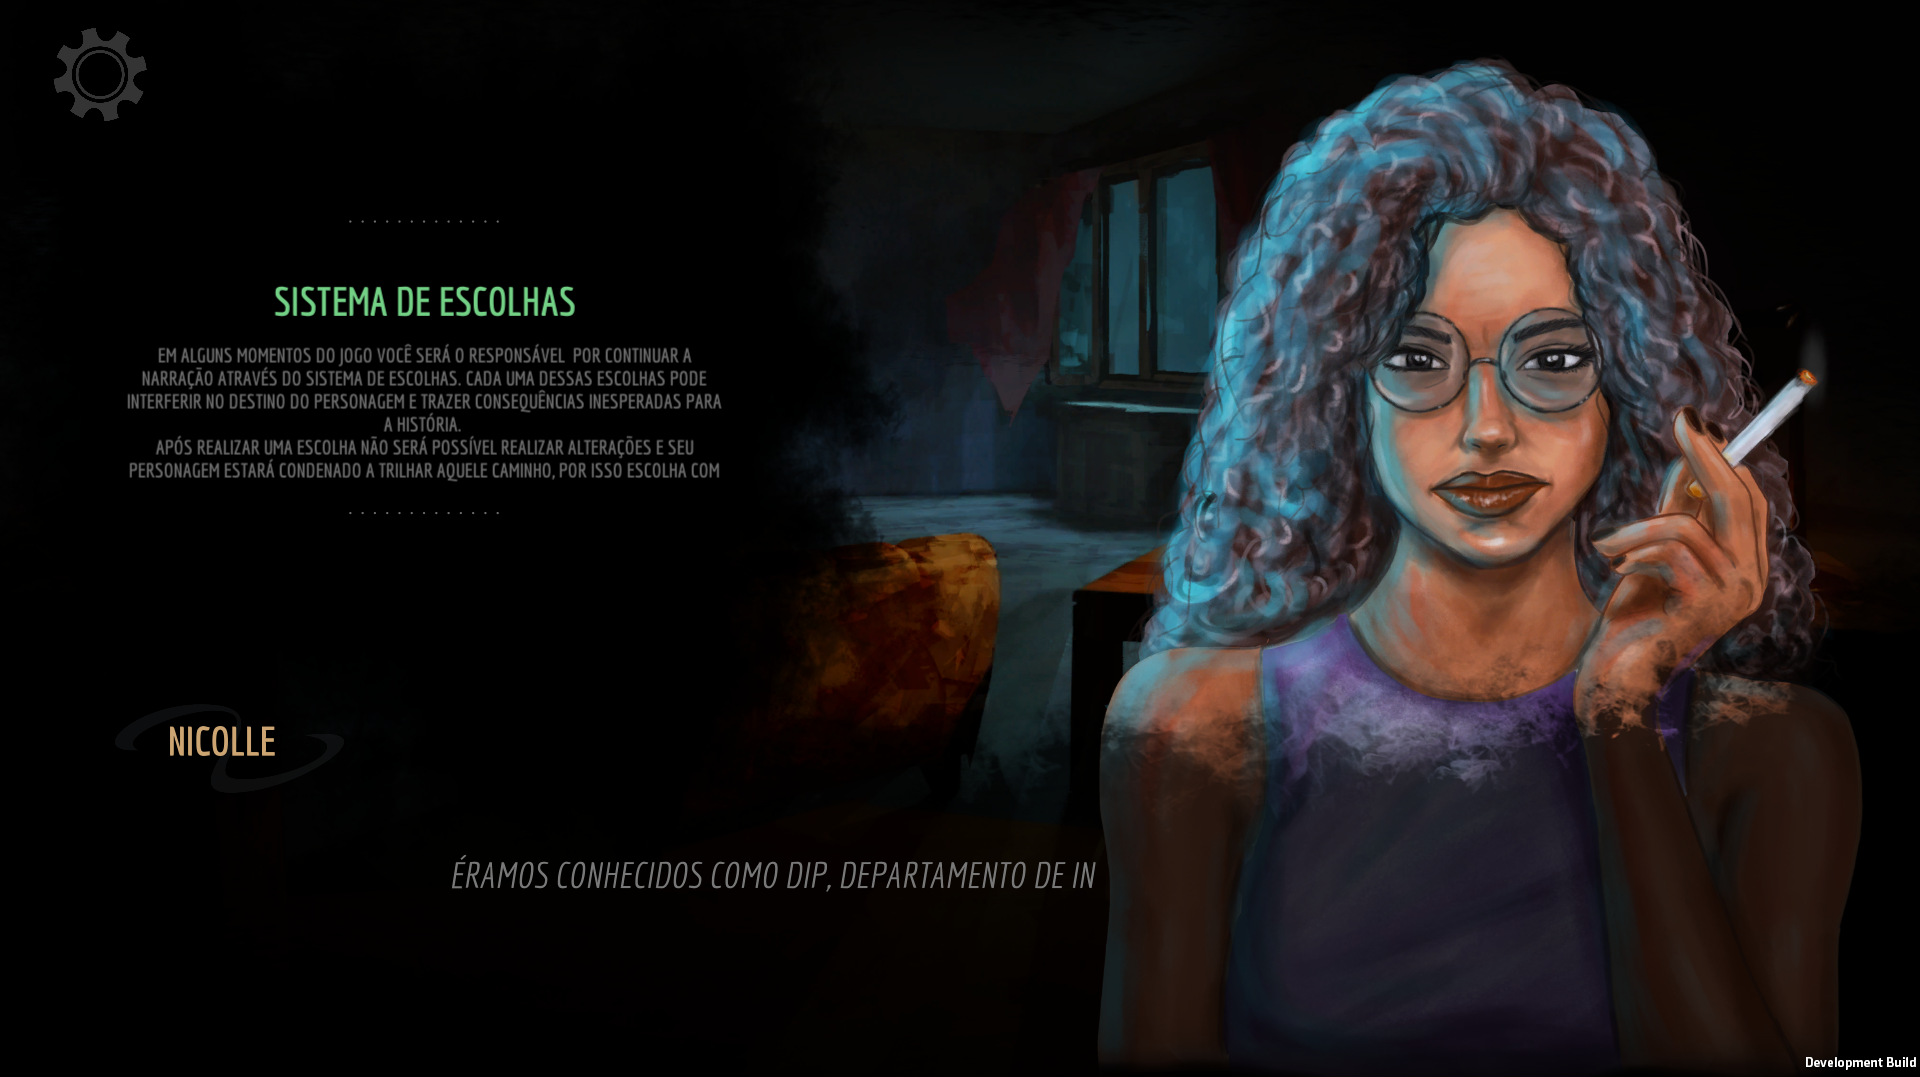 SISTEMA DE ESCOLHAS
EM ALGUNS MOMENTOS DO JOGO VOCÊ SERÁ O RESPONSÁVEL POR CONTINUAR A
NARRAÇÃO ATRAVÉS DO SISTEMA DE ESCOLHAS. CADA UMA DESSAS ESCOLHAS PODE
INTERFERIR NO DESTINO DO PERSONAGEM E TRAZER CONSEQUÊNCIAS INESPERADAS PARA
A HISTÓRIA.
APÓS REALIZAR UMA ESCOLHA NÃO SERÁ POSSÍVEL REALIZAR ALTERAÇÕES E SEU
PERSONAGEM ESTARÁ CONDENADO A TRILHAR AQUELE CAMINHO, POR ISSO ESCOLHA COM
NICOLLE
ÉRAMOS CONHECIDOS COMO DIP, DEPARTAMENTO DE IN
Development Build